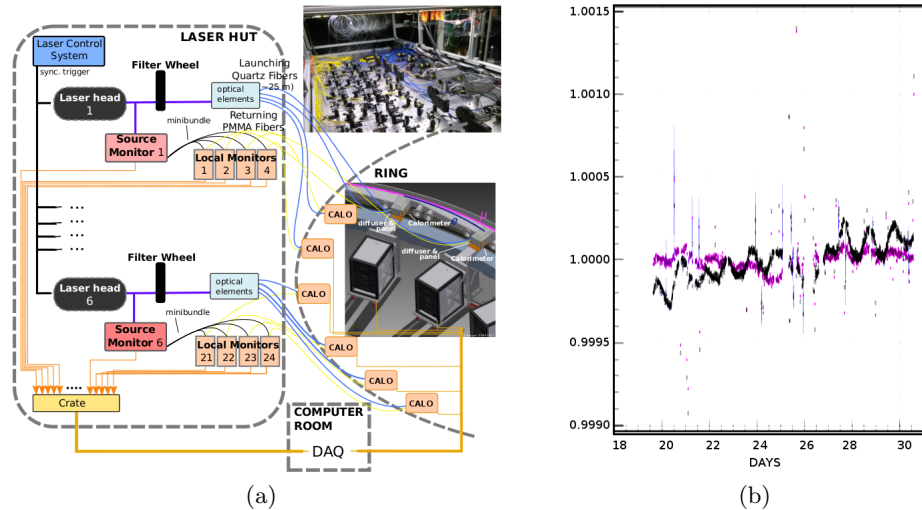 LASER HUT
Laser Control
System
sync. trigger
Filter Wheel
Launching
Quartz Fibers
(~25 m)
Laser head
1
optical
elements
Returning
PMMA Fibers
minibundle
Source
Monitor 1
Local Monitors
1 2 3 4
RING
CALO
diffuser &
panel
Calorimeter
μ
diffuser &
panel
Calorimeter
CALO
Filter Wheel
Laser head
6
optical
elements
CALO
minibundle
Source
Monitor 6
Local Monitors
21 22 23 24
CALO
CALO
CALO
Crate
COMPUTER
ROOM
DAQ
(a)
1.0015
1.0010
1.0005
1.0000
0.9995
0.9990
18 20 22 24 26 28 30
DAYS
(b)